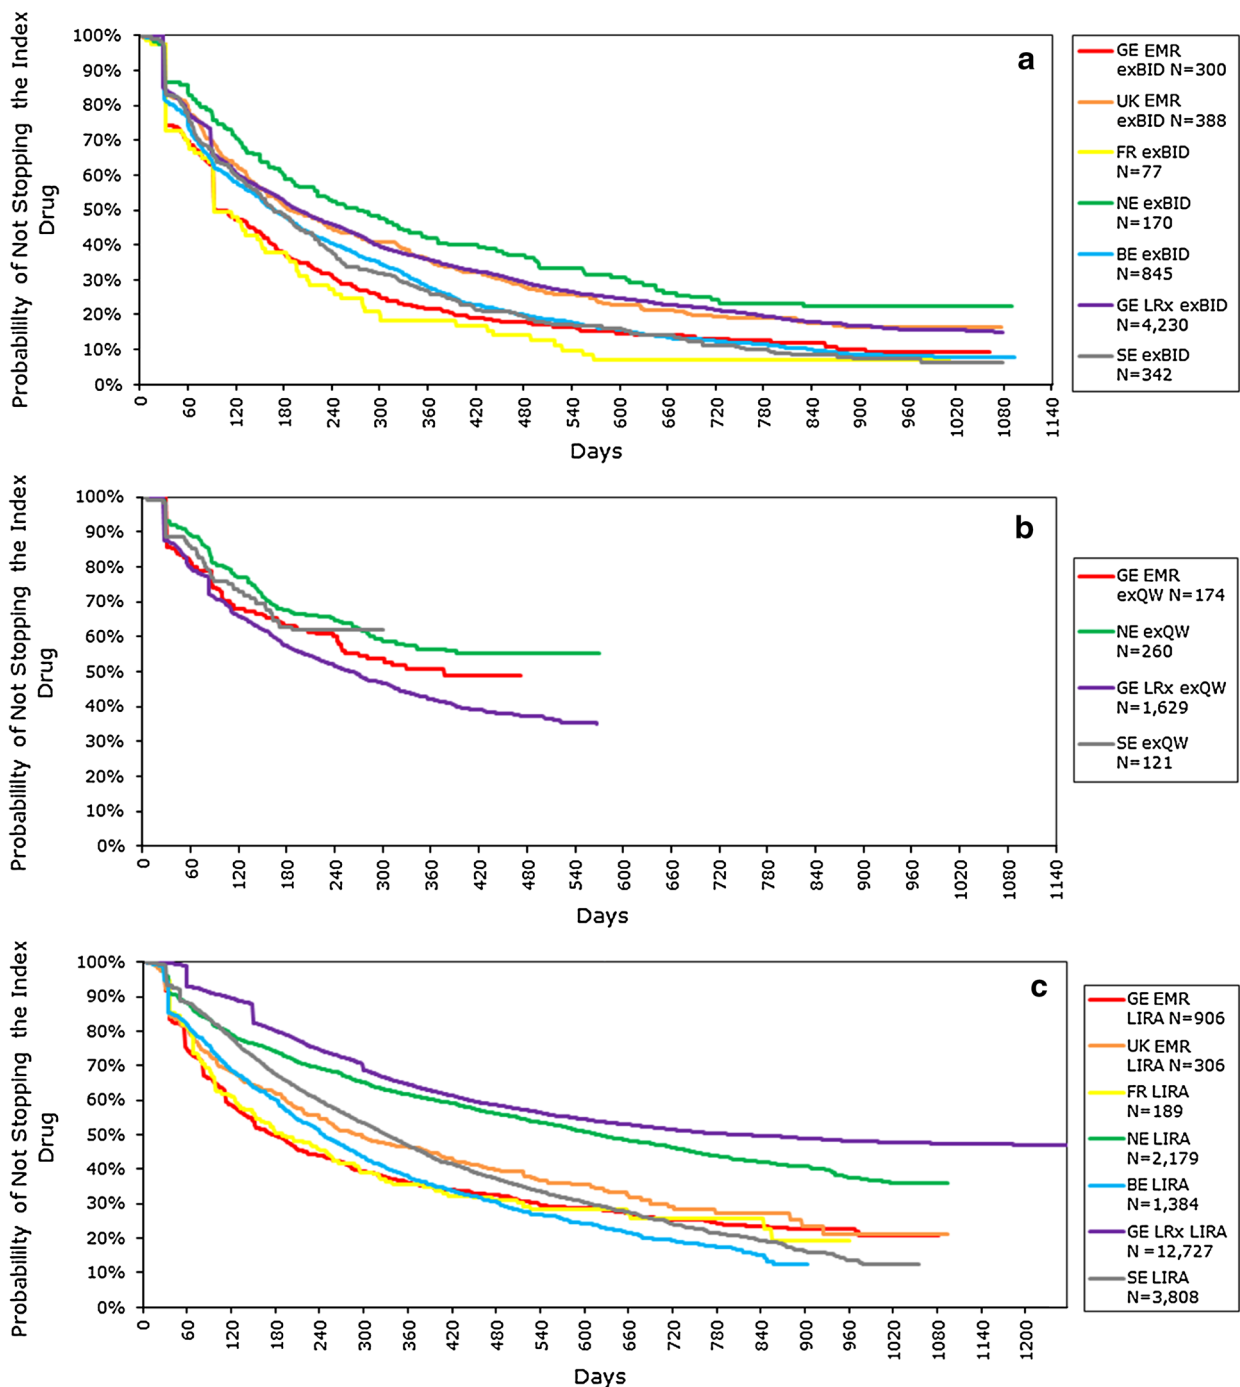 Probability of Not Stopping the Index
Drug
100%
90%
80%
70%
60%
50%
40%
30%
20%
10%
0%
a
0 60 120 180 240 300 360 420 480 540 600 660 720 780 840 900 960 1020 1080 1140
Days
GE EMR
exBID N=300
UK EMR
exBID N=388
FR exBID
N=77
NE exBID
N=170
BE exBID
N=845
GE LRx exBID
N=4,230
SE exBID
N=342
Probability of Not Stopping the Index
Drug
100%
90%
80%
70%
60%
50%
40%
30%
20%
10%
0%
b
0 60 120 180 240 300 360 420 480 540 600 660 720 780 840 900 960 1020 1080 1140
Days
GE EMR
exQW N=174
NE exQW
N=260
GE LRx exQW
N=1,629
SE exQW
N=121
Probability of Not Stopping the Index
Drug
100%
90%
80%
70%
60%
50%
40%
30%
20%
10%
0%
c
0 60 120 180 240 300 360 420 480 540 600 660 720 780 840 900 960 1020 1080 1140 1200
Days
GE EMR
LIRA N=906
UK EMR
LIRA N=306
FR LIRA
N=189
NE LIRA
N=2,179
BE LIRA
N=1,384
GE LRx LIRA
N =12,727
SE LIRA
N=3,808